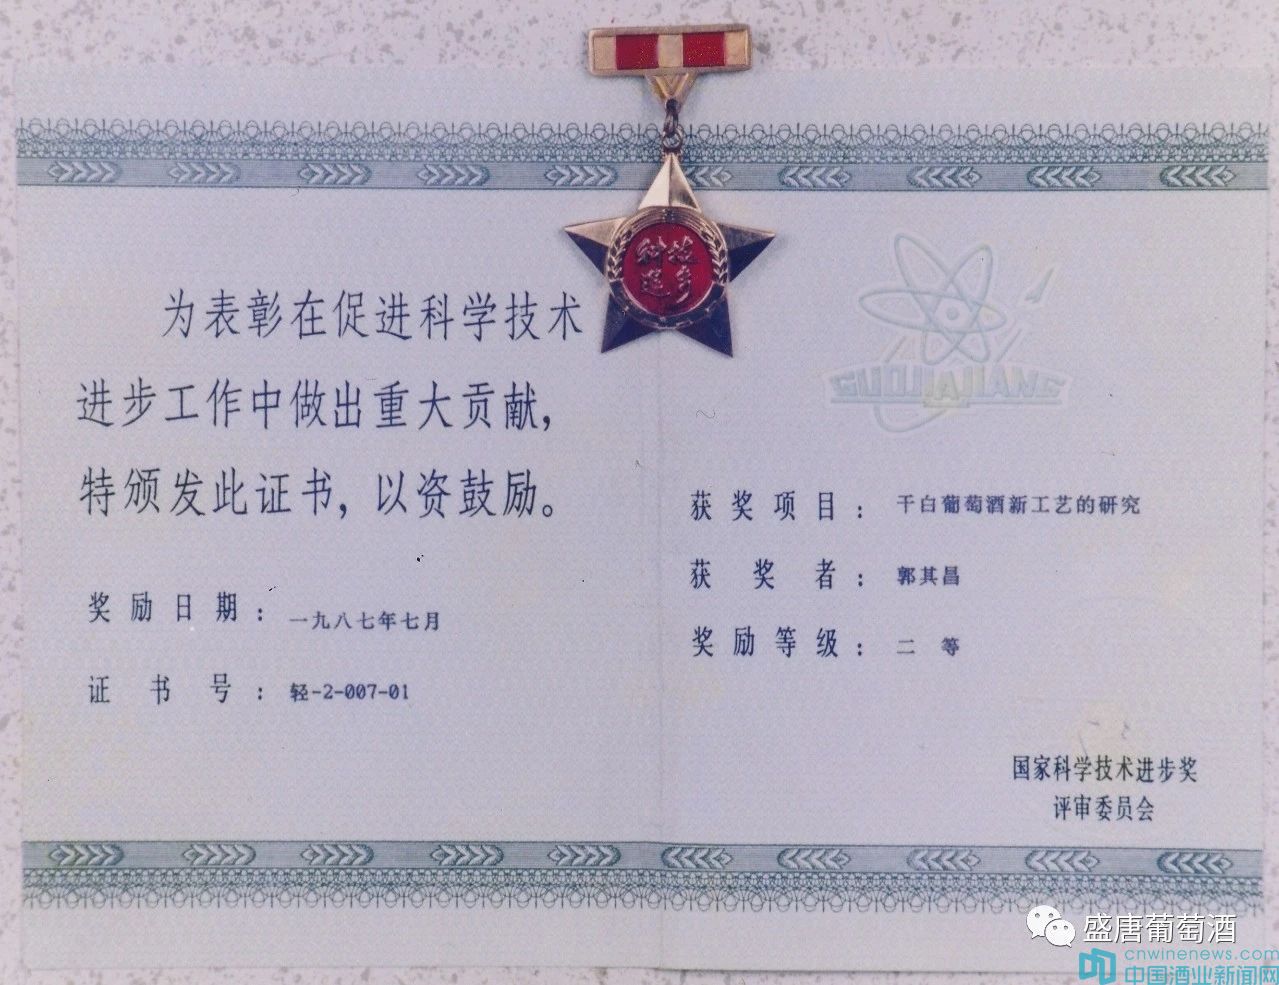 科技
进步
为表彰在促进科学技术
进步工作中做出重大贡献，
特颁发此证书，以资鼓励。
奖励日期：一九八七年七月
证书号：轻-2-007-01
GUOJIAJIANG
获奖项目：干白葡萄酒新工艺的研究
获奖者：郭其昌
奖励等级：二等
国家科学技术进步奖
评审委员会
盛唐葡萄酒
cnwinenews.com
中国酒业新闻网